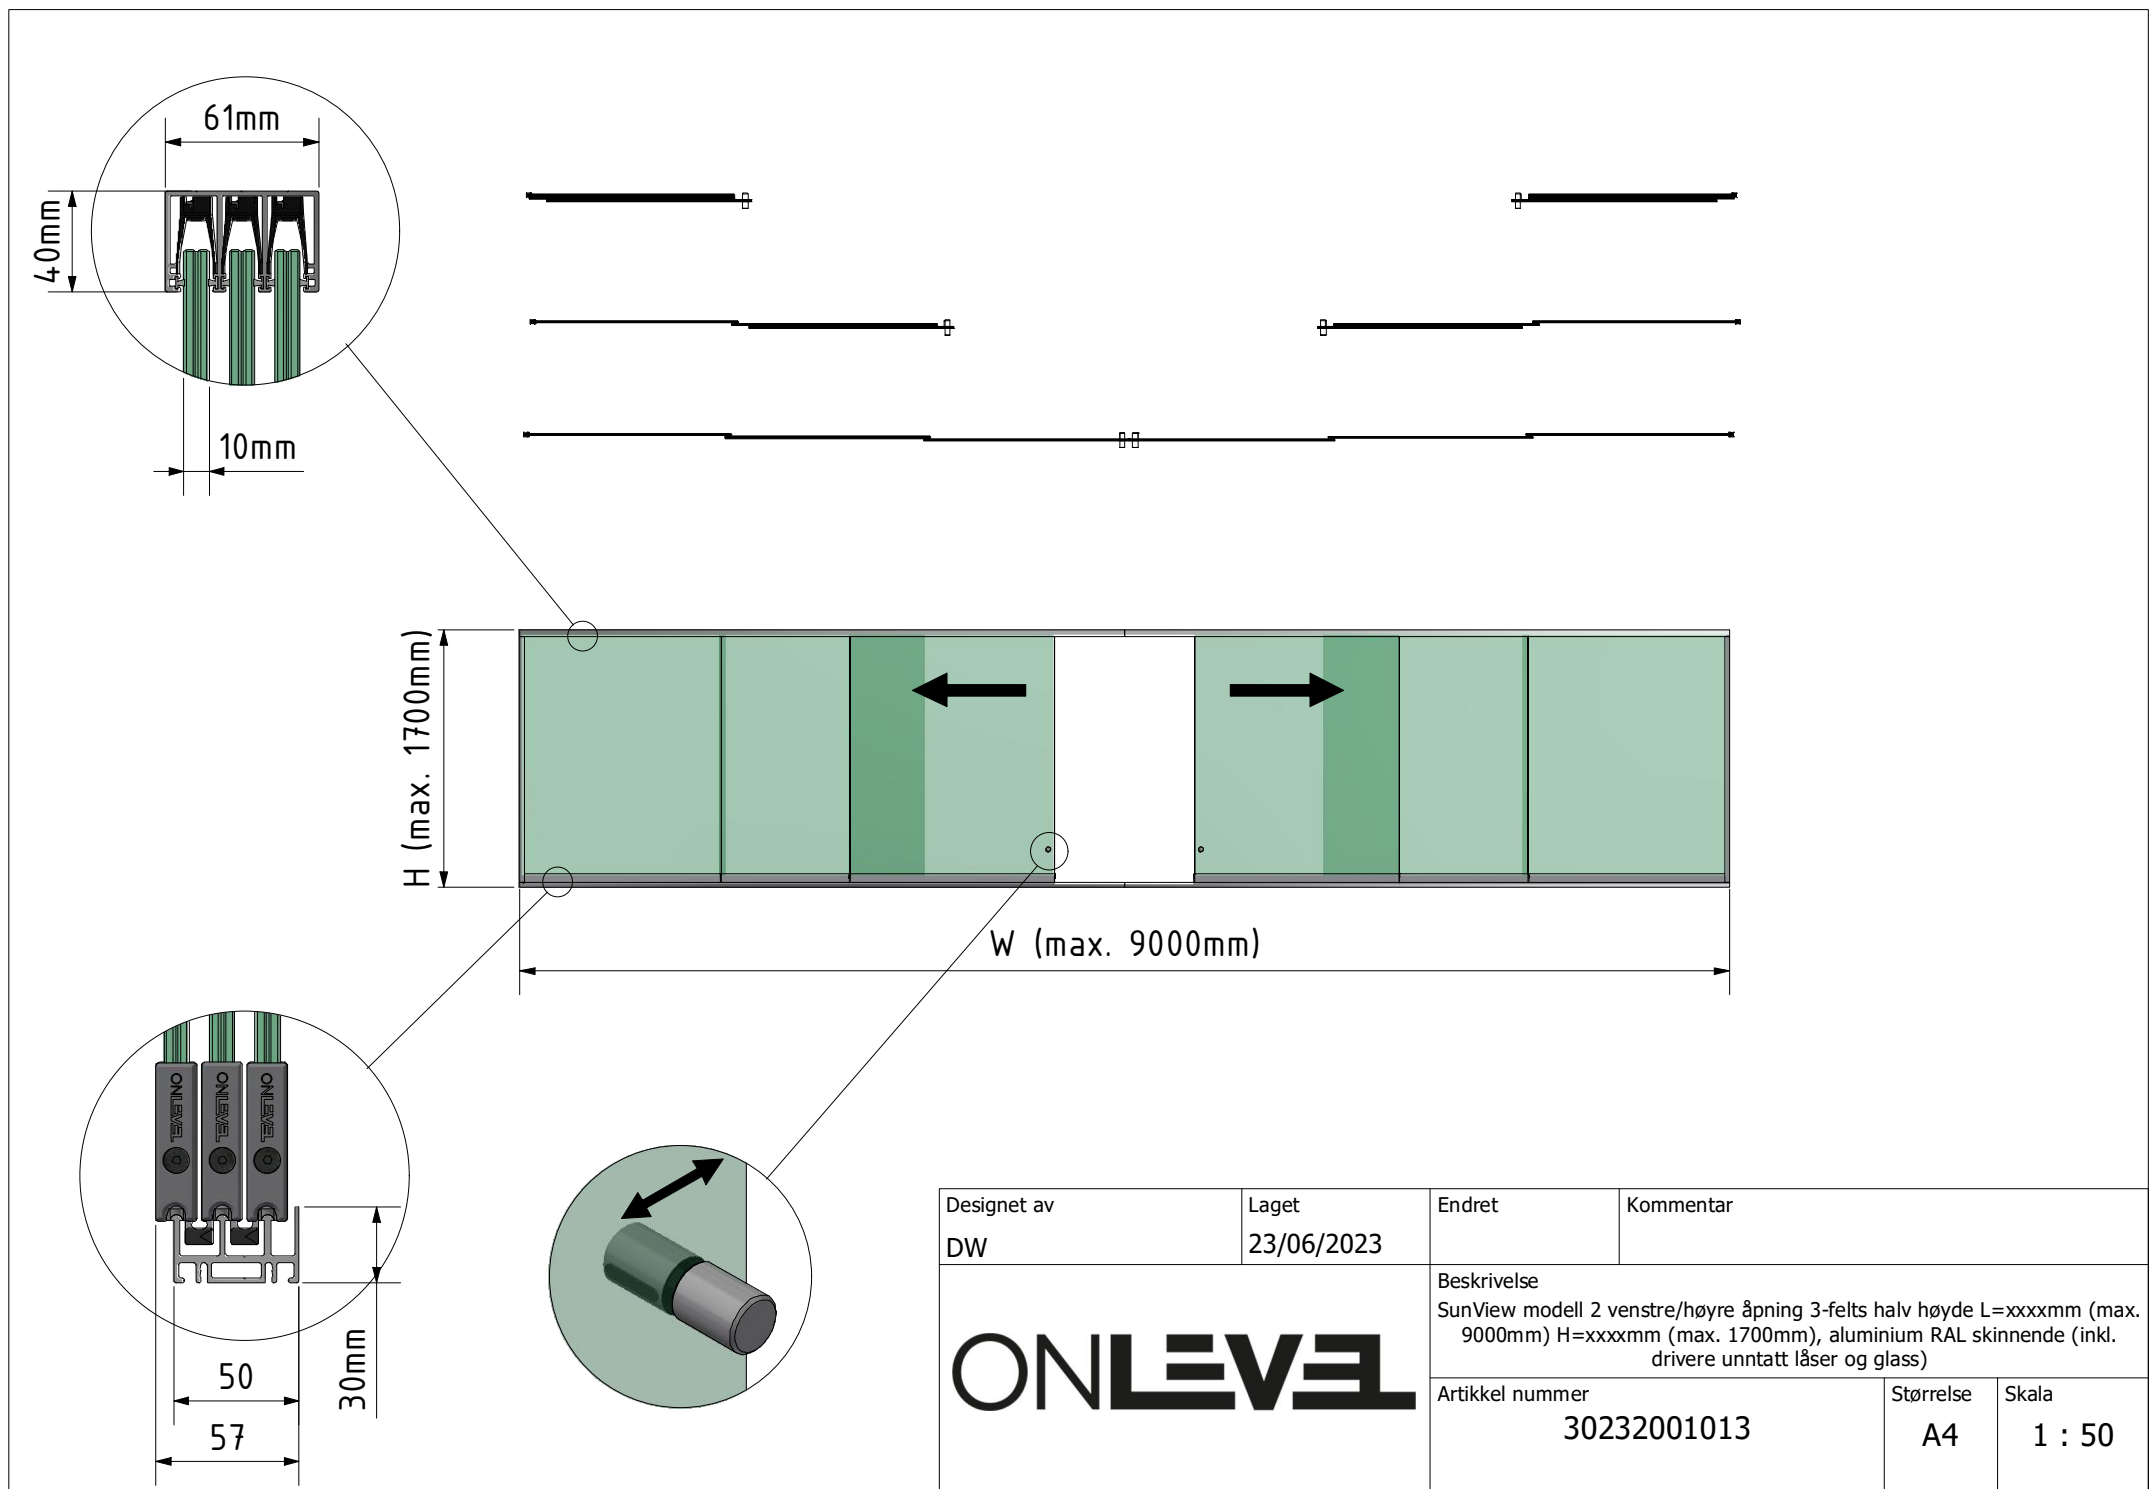 61mm
40mm
10mm
H (max. 1700mm)
W (max. 9000mm)
ONLEVEL
ONLEVEL
ONLEVEL
30mm
50
57
Designet av
DW
Laget
23/06/2023
Endret
Kommentar
Beskrivelse
SunView modell 2 venstre/høyre åpning 3-felts halv høyde L=xxxxmm (max.
9000mm) H=xxxxmm (max. 1700mm), aluminium RAL skinnende (inkl.
drivere unntatt låser og glass)
ONLEVEL
Artikkel nummer
30232001013
Størrelse
A4
Skala
1 : 50